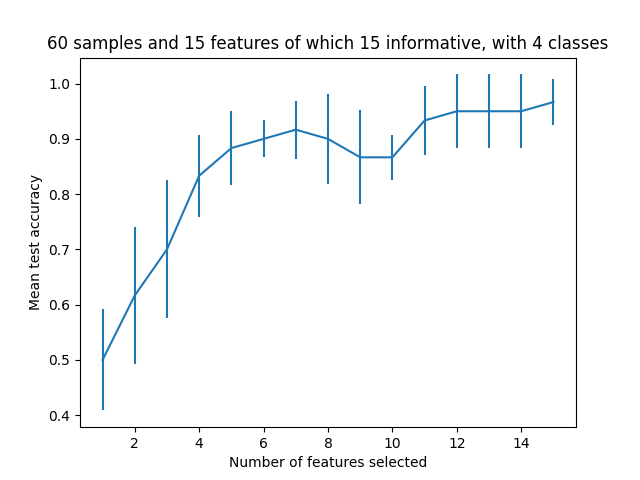 60 samples and 15 features of which 15 informative, with 4 classes
1.0
0.9
0.8
0.7
0.6
0.5
0.4
Mean test accuracy
2 4 6 8 10 12 14
Number of features selected